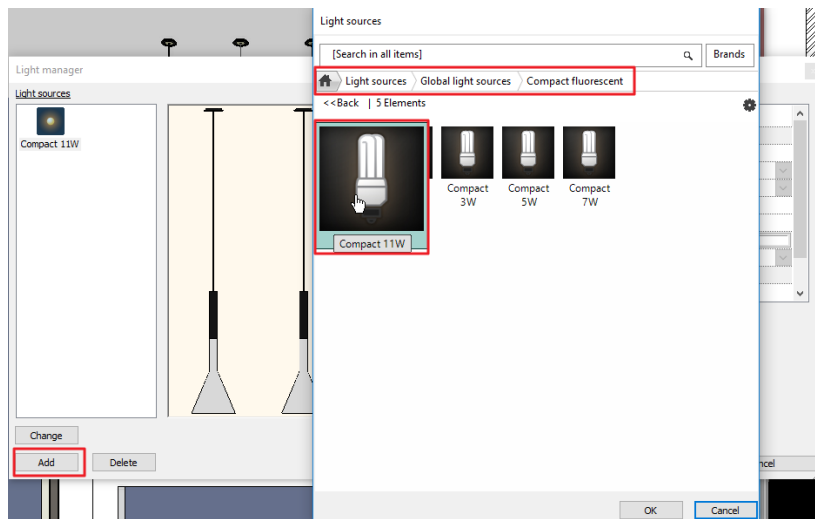 Light sources
[Search in all items]
Brands
Light manager
Light sources Global light sources Compact fluorescent
Light sources
<<Back | 5 Elements
Compact 11W
Compact 3W
Compact 5W
Compact 7W
Compact 11W
Change
Add
Delete
ncel
OK
Cancel